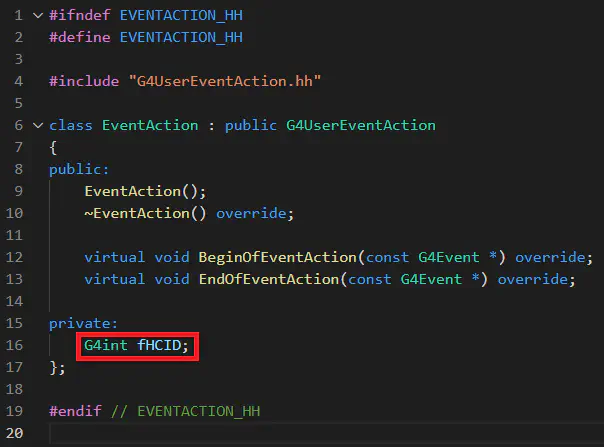 1 #ifndef EVENTACTION_HH
2 #define EVENTACTION_HH
3
4 #include "G4UserEventAction.hh"
5
6 class EventAction : public G4UserEventAction
7 {
8 public:
9     EventAction();
10     ~EventAction() override;
11
12     virtual void BeginOfEventAction(const G4Event *) override;
13     virtual void EndOfEventAction(const G4Event *) override;
14
15 private:
16     G4int fHCID;
17 };
18
19 #endif // EVENTACTION_HH
20